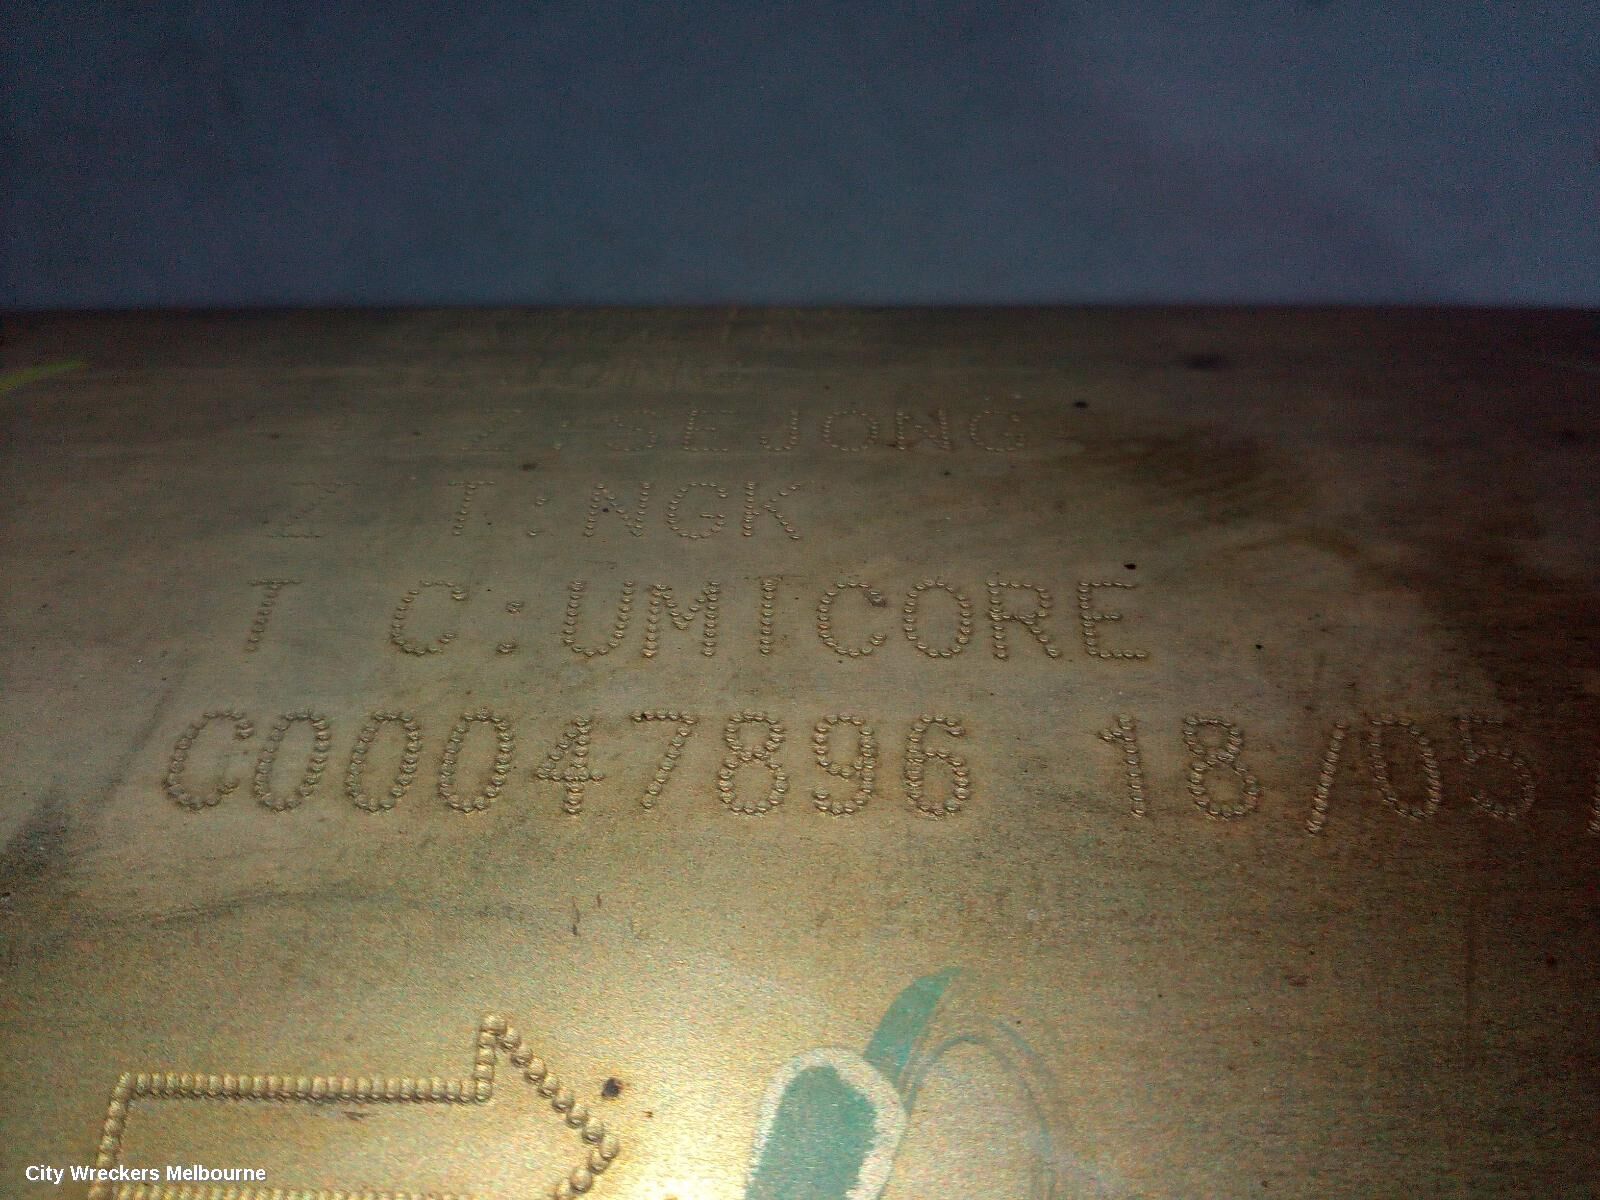 Z:SEJONG
Z T:NGK
T C:UMICORE
C00047896 18/05/
City Wreckers Melbourne